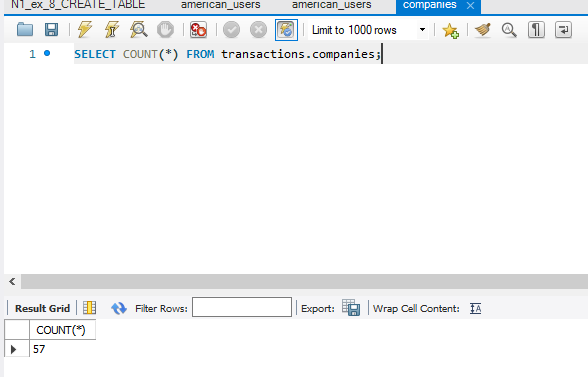 N1_ex_8_CREATE_TABLE american_users american_users companies
Limit to 1000 rows
1 SELECT COUNT(*) FROM transactions.companies;
Result Grid Filter Rows: Export: Wrap Cell Content:
COUNT(*)
57